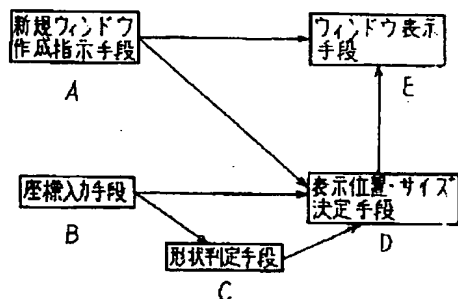 新規ウィンドウ
作成指示手段
A
ウィンドウ表示
手段
E
座標入力手段
B
表示位置・サイズ
決定手段
D
形状判定手段
C